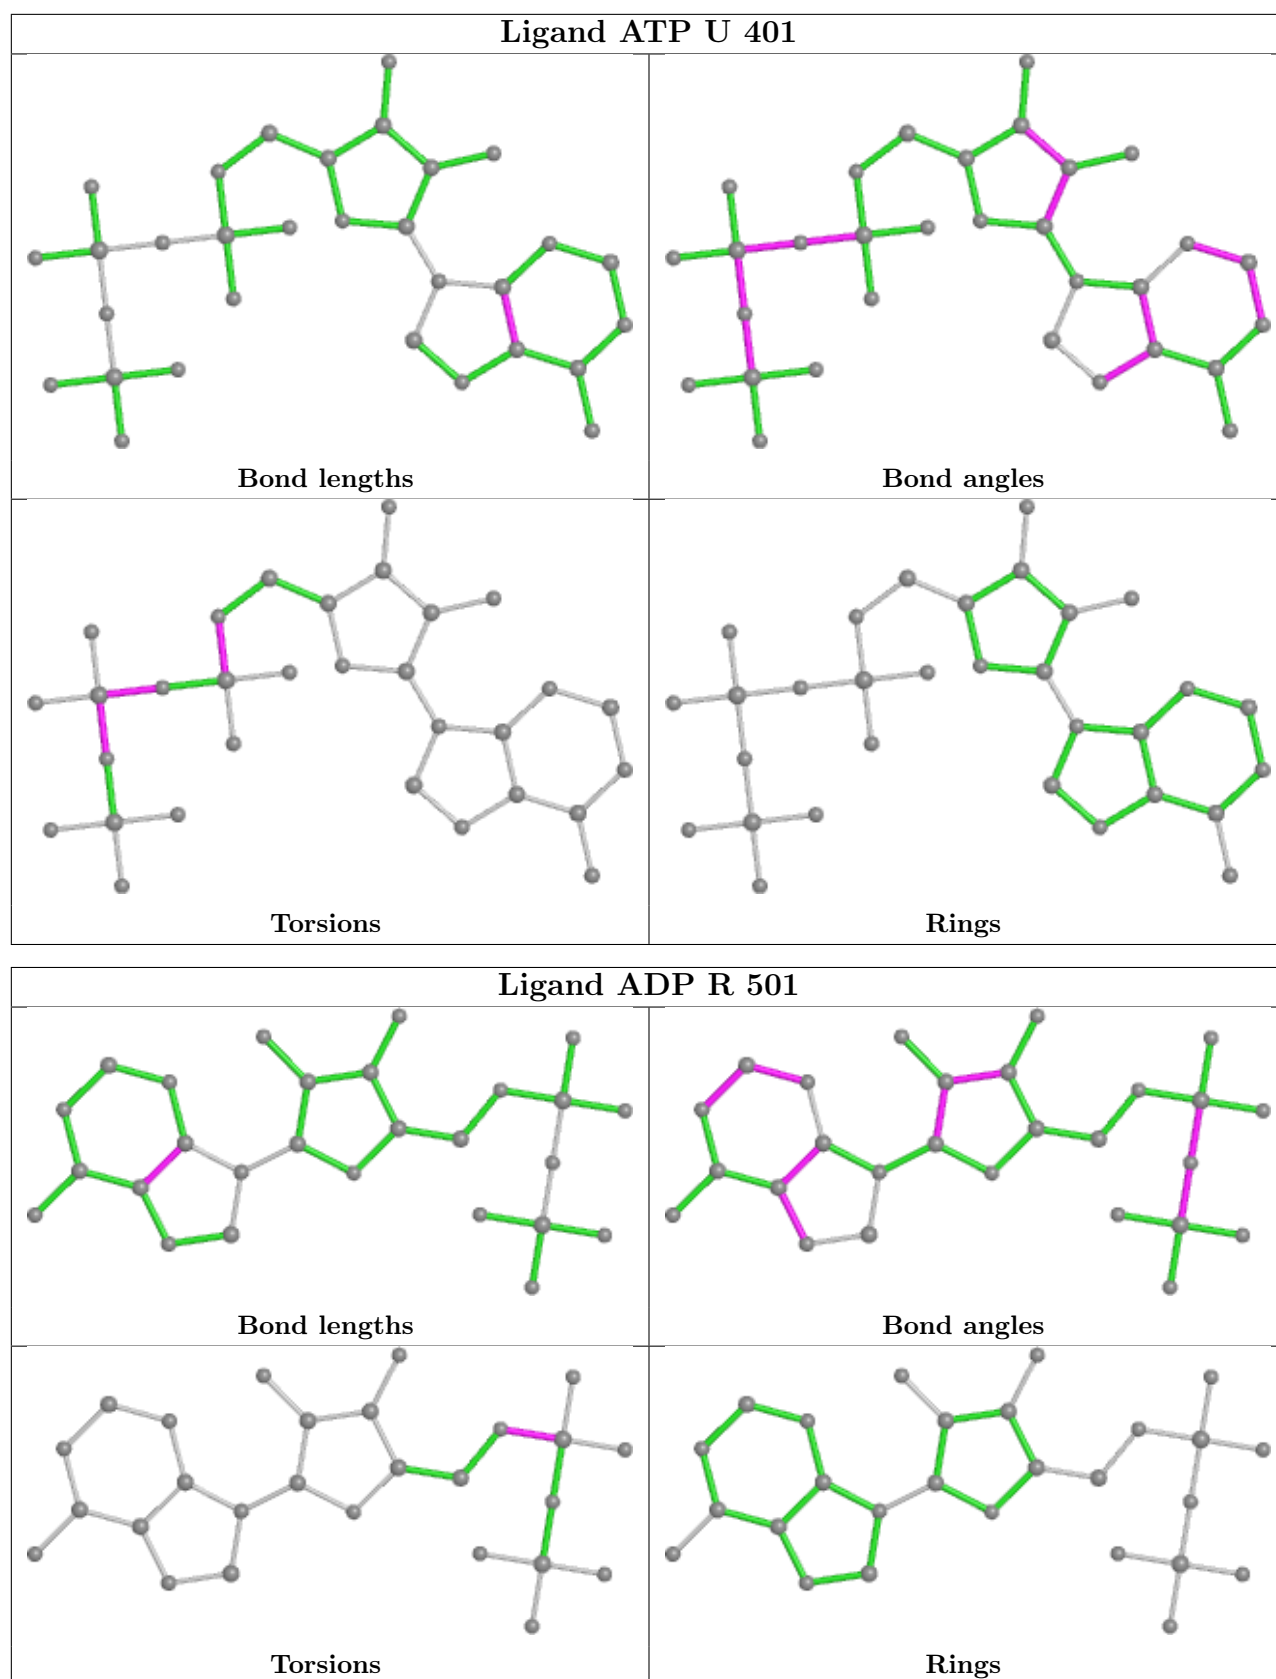 Ligand ATP U 401
Bond lengths
Bond angles
Torsions
Rings
Ligand ADP R 501
Bond lengths
Bond angles
Torsions
Rings